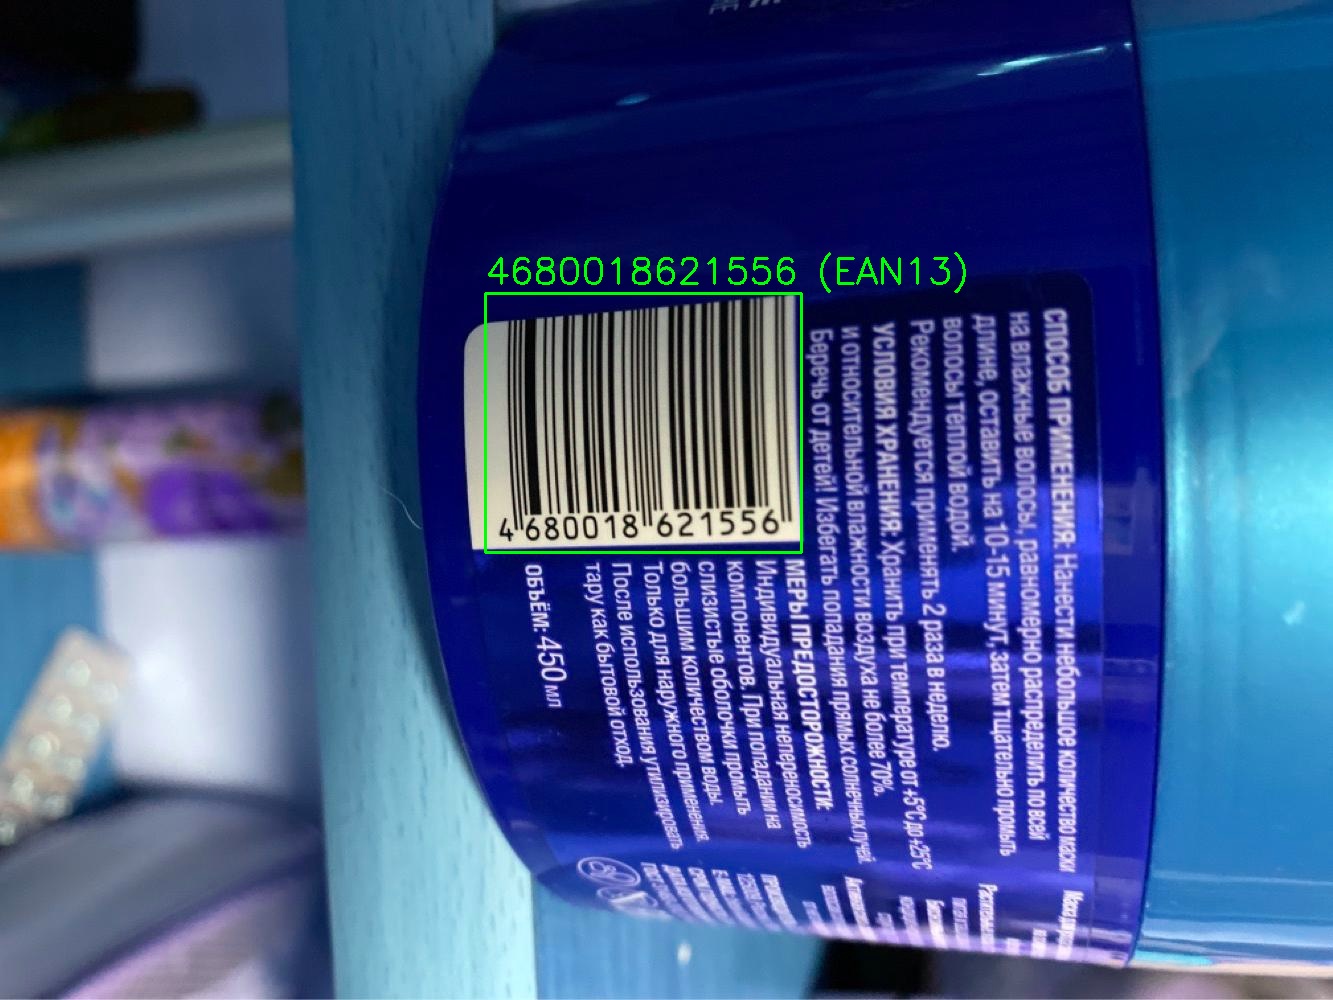 4680018621556 (EAN13)
4 680018 621556
СПОСОБ ПРИМЕНЕНИЯ: Нанести небольшое количество маски
на влажные волосы, равномерно распределить по всей
длине, оставить на 10-15 минут, затем тщательно промыть
волосы теплой водой.
Рекомендуется применять 2 раза в неделю.
УСЛОВИЯ ХРАНЕНИЯ: Хранить при температуре от +5°С до +25°С
и относительной влажности воздуха не более 70%.
Беречь от детей! Избегать попадания прямых солнечных лучей.
МЕРЫ ПРЕДОСТОРОЖНОСТИ:
Индивидуальная непереносимость
компонентов. При попадании на
слизистые оболочки промыть
большим количеством воды.
Только для наружного применения.
После использования утилизировать
тару как бытовой отход.
ОБЪЁМ: 450 мл